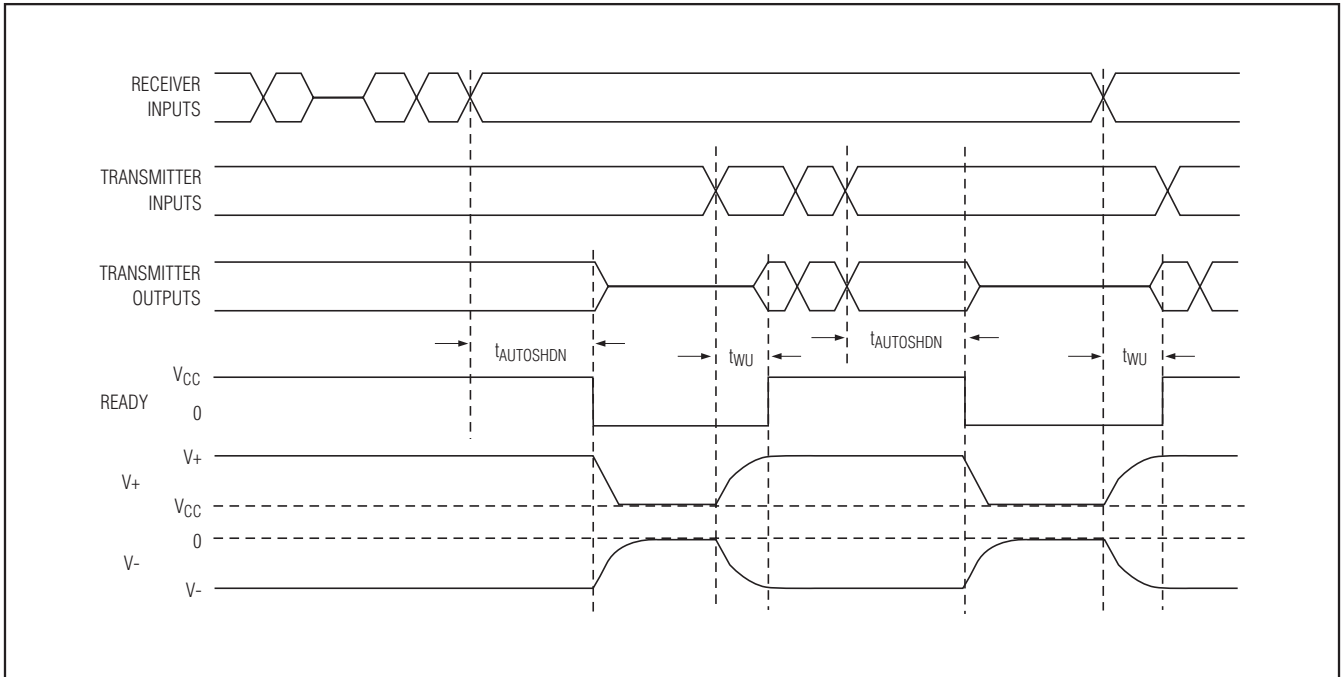 RECEIVER
INPUTS
TRANSMITTER
INPUTS
TRANSMITTER
OUTPUTS
tAUTOSHDN
tWU
tAUTOSHDN
tWU
VCC
READY
0
V+
V+
VCC
0
V-
V-